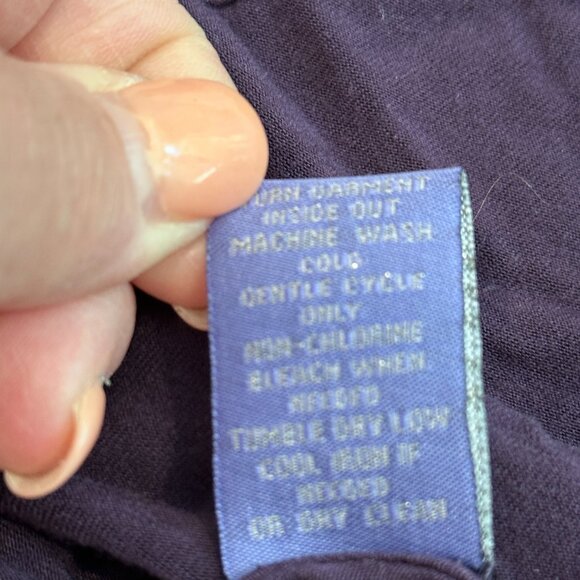 TURN GARMENT
INSIDE OUT
MACHINE WASH
COLD
GENTLE CYCLE
ONLY
NON-CHLORINE
BLEACH WHEN
NEEDED
TUMBLE DRY LOW
COOL IRON IF
NEEDED
OR DRY CLEAN